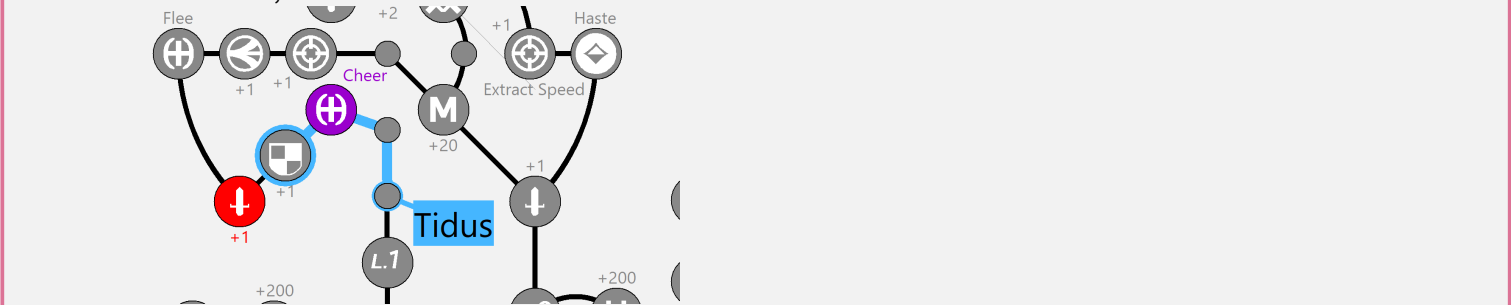 +2
Flee
+1
Haste
+1
+1
Cheer
Extract Speed
M
+20
+1
+1
+1
Tidus
L.1
+200
+200